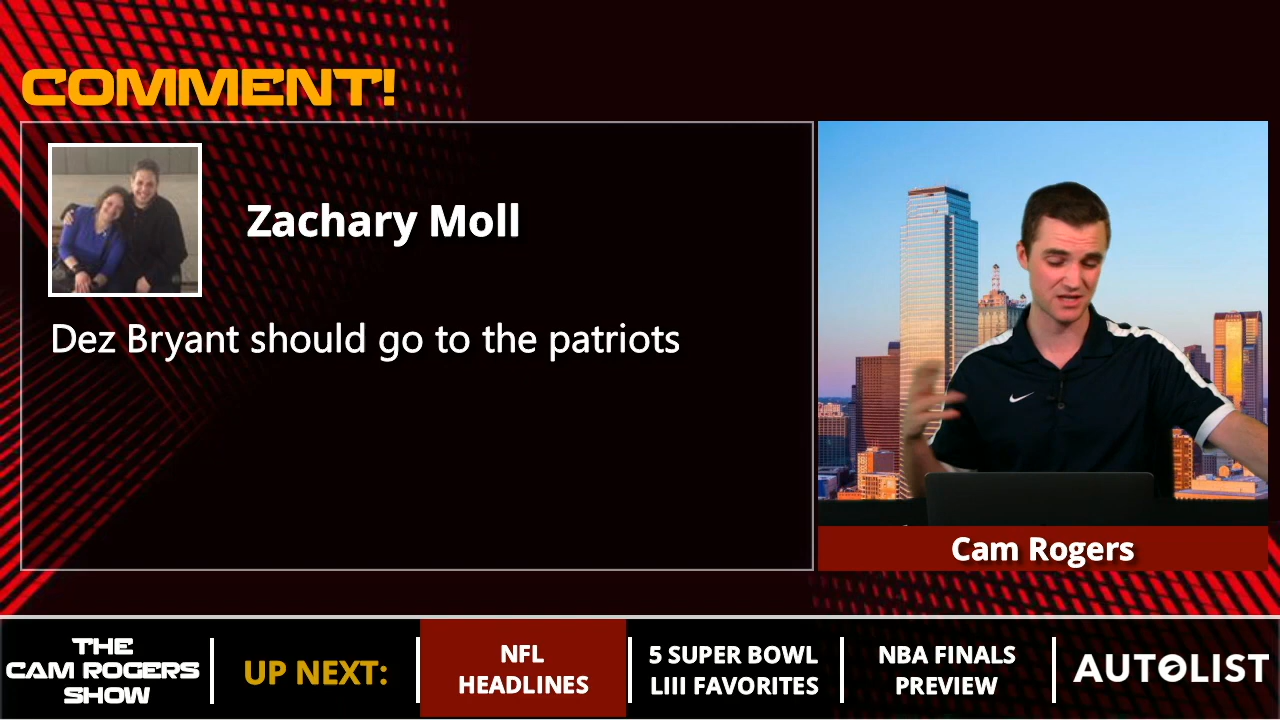 COMMENT!
Zachary Moll
Dez Bryant should go to the patriots
Cam Rogers
THE
CAM ROGERS
SHOW
UP NEXT:
NFL
HEADLINES
5 SUPER BOWL
LIII FAVORITES
NBA FINALS
PREVIEW
AUTOLIST